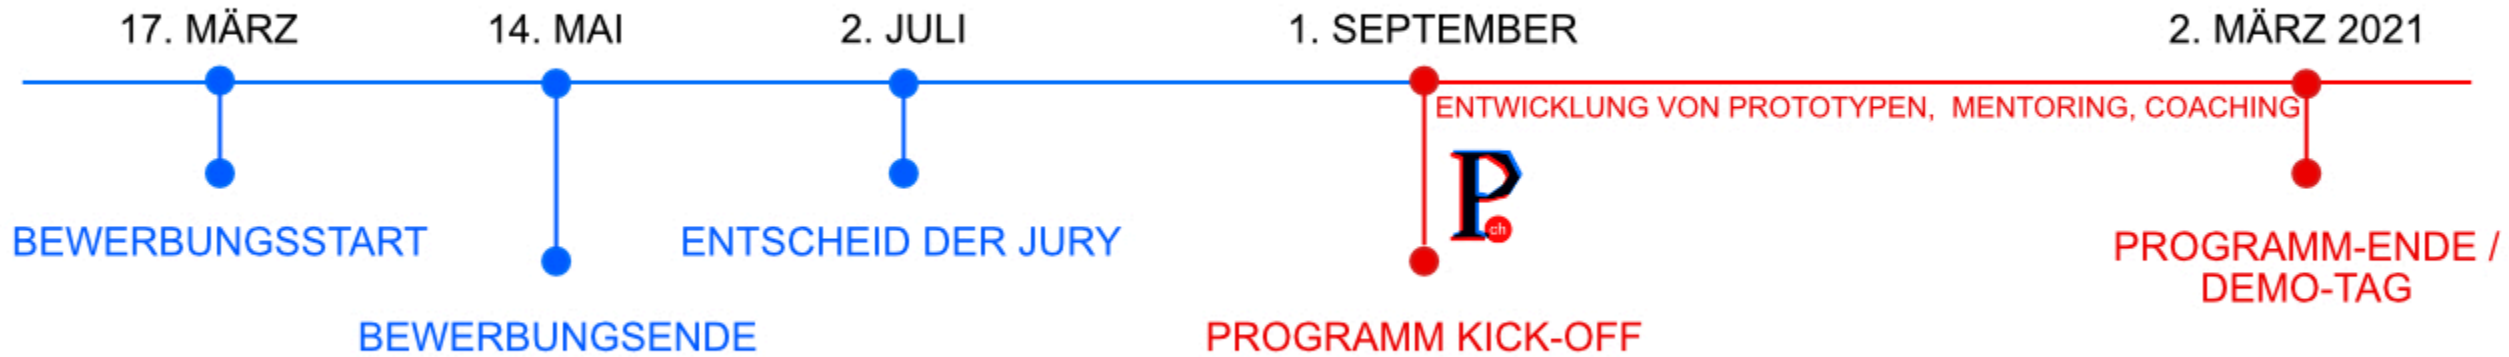 17. MÄRZ
14. MAI
2. JULI
1. SEPTEMBER
2. MÄRZ 2021
ENTWICKLUNG VON PROTOTYPEN, MENTORING, COACHING
P
ch
BEWERBUNGSSTART
ENTSCHEID DER JURY
PROGRAMM-ENDE /
DEMO-TAG
BEWERBUNGSENDE
PROGRAMM KICK-OFF